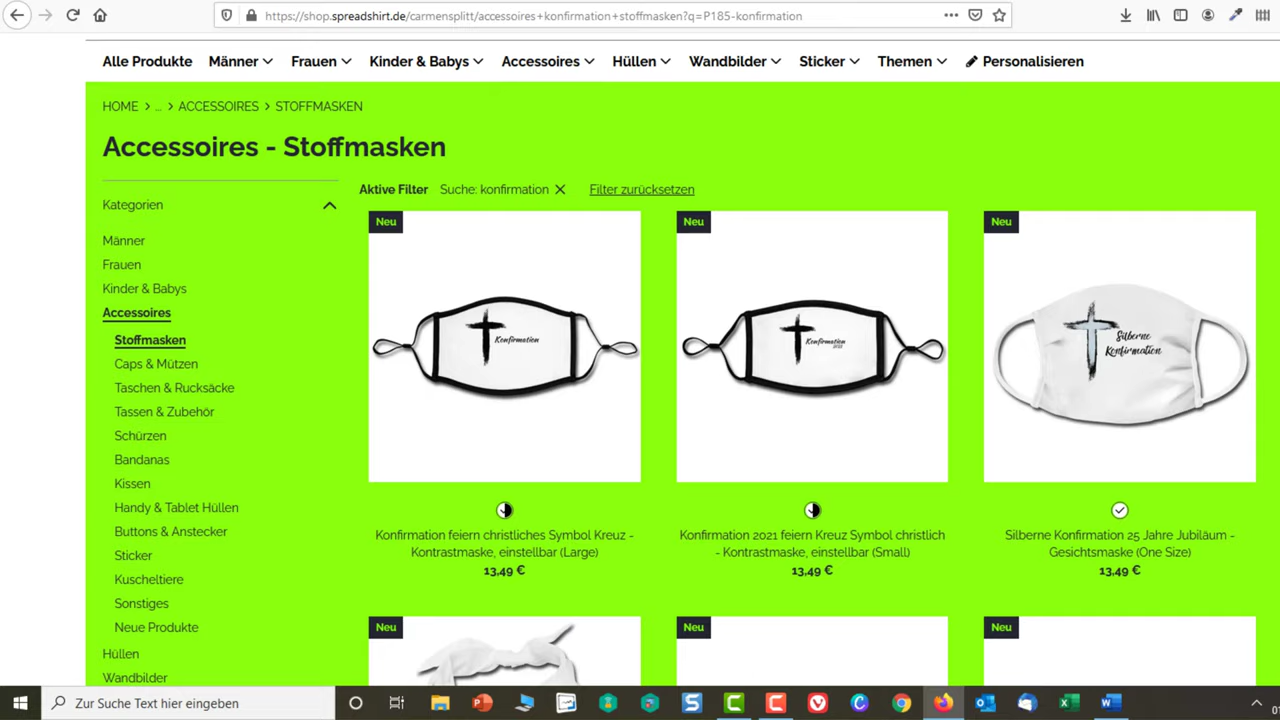 https://shop.spreadshirt.de/carmensplitt/accessoires+konfirmation+stoffmasken?q=P185-konfirmation
Alle Produkte Männer Frauen Kinder & Babys Accessoires Hüllen Wandbilder Sticker Themen Personalisieren
HOME > ... > ACCESSOIRES > STOFFMASKEN
Accessoires - Stoffmasken
Aktive Filter Suche: konfirmation Filter zurücksetzen
Kategorien
Männer
Frauen
Kinder & Babys
Accessoires
Stoffmasken
Caps & Mützen
Taschen & Rucksäcke
Tassen & Zubehör
Schürzen
Bandanas
Kissen
Handy & Tablet Hüllen
Buttons & Anstecker
Sticker
Kuscheltiere
Sonstiges
Neue Produkte
Hüllen
Wandbilder
Neu
Konfirmation
Konfirmation feiern christliches Symbol Kreuz -
Kontrastmaske, einstellbar (Large)
13,49 €
Neu
Konfirmation
2021
Konfirmation 2021 feiern Kreuz Symbol christlich
- Kontrastmaske, einstellbar (Small)
13,49 €
Neu
Silberne
Konfirmation
Silberne Konfirmation 25 Jahre Jubiläum -
Gesichtsmaske (One Size)
13,49 €
Neu
Neu
Neu
Zur Suche Text hier eingeben